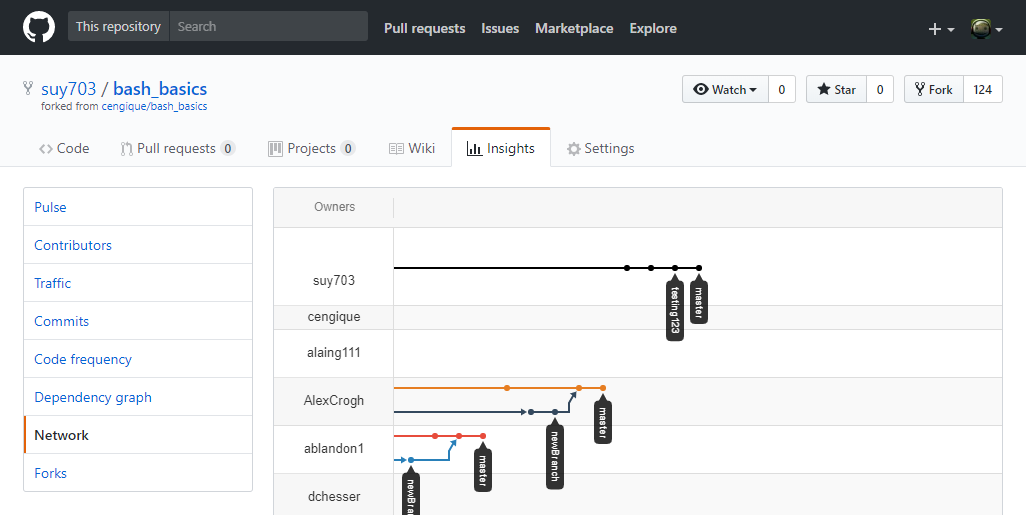 This repository Search Pull requests Issues Marketplace Explore
suy703 / bash_basics
forked from cengique/bash_basics
Watch 0 Star 0 Fork 124
Code Pull requests 0 Projects 0 Wiki Insights Settings
Pulse
Contributors
Traffic
Commits
Code frequency
Dependency graph
Network
Forks
Owners
suy703
testing123
master
cengique
alaing111
AlexCrogh
master
newBranch
ablandon1
master
newBran
dchesser